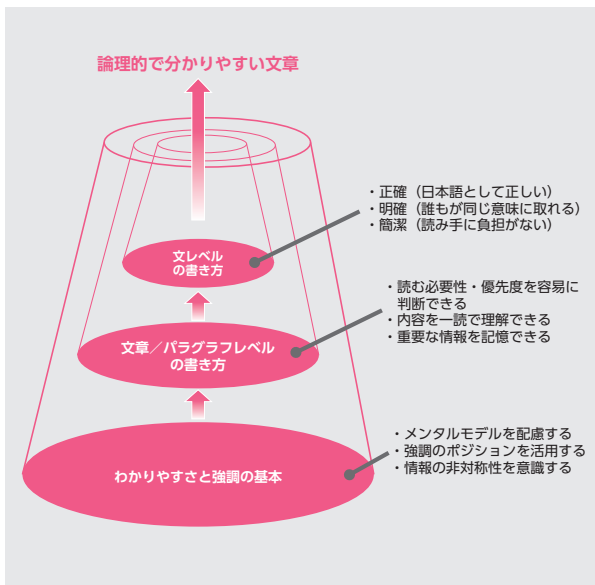 論理的で分かりやすい文章
・正確（日本語として正しい）
・明確（誰もが同じ意味に取れる）
・簡潔（読み手に負担がない）
文レベル
の書き方
・読む必要性・優先度を容易に
判断できる
・内容を一読で理解できる
・重要な情報を記憶できる
文章／パラグラフレベル
の書き方
・メンタルモデルを配慮する
・強調のポジションを活用する
・情報の非対称性を意識する
わかりやすさと強調の基本